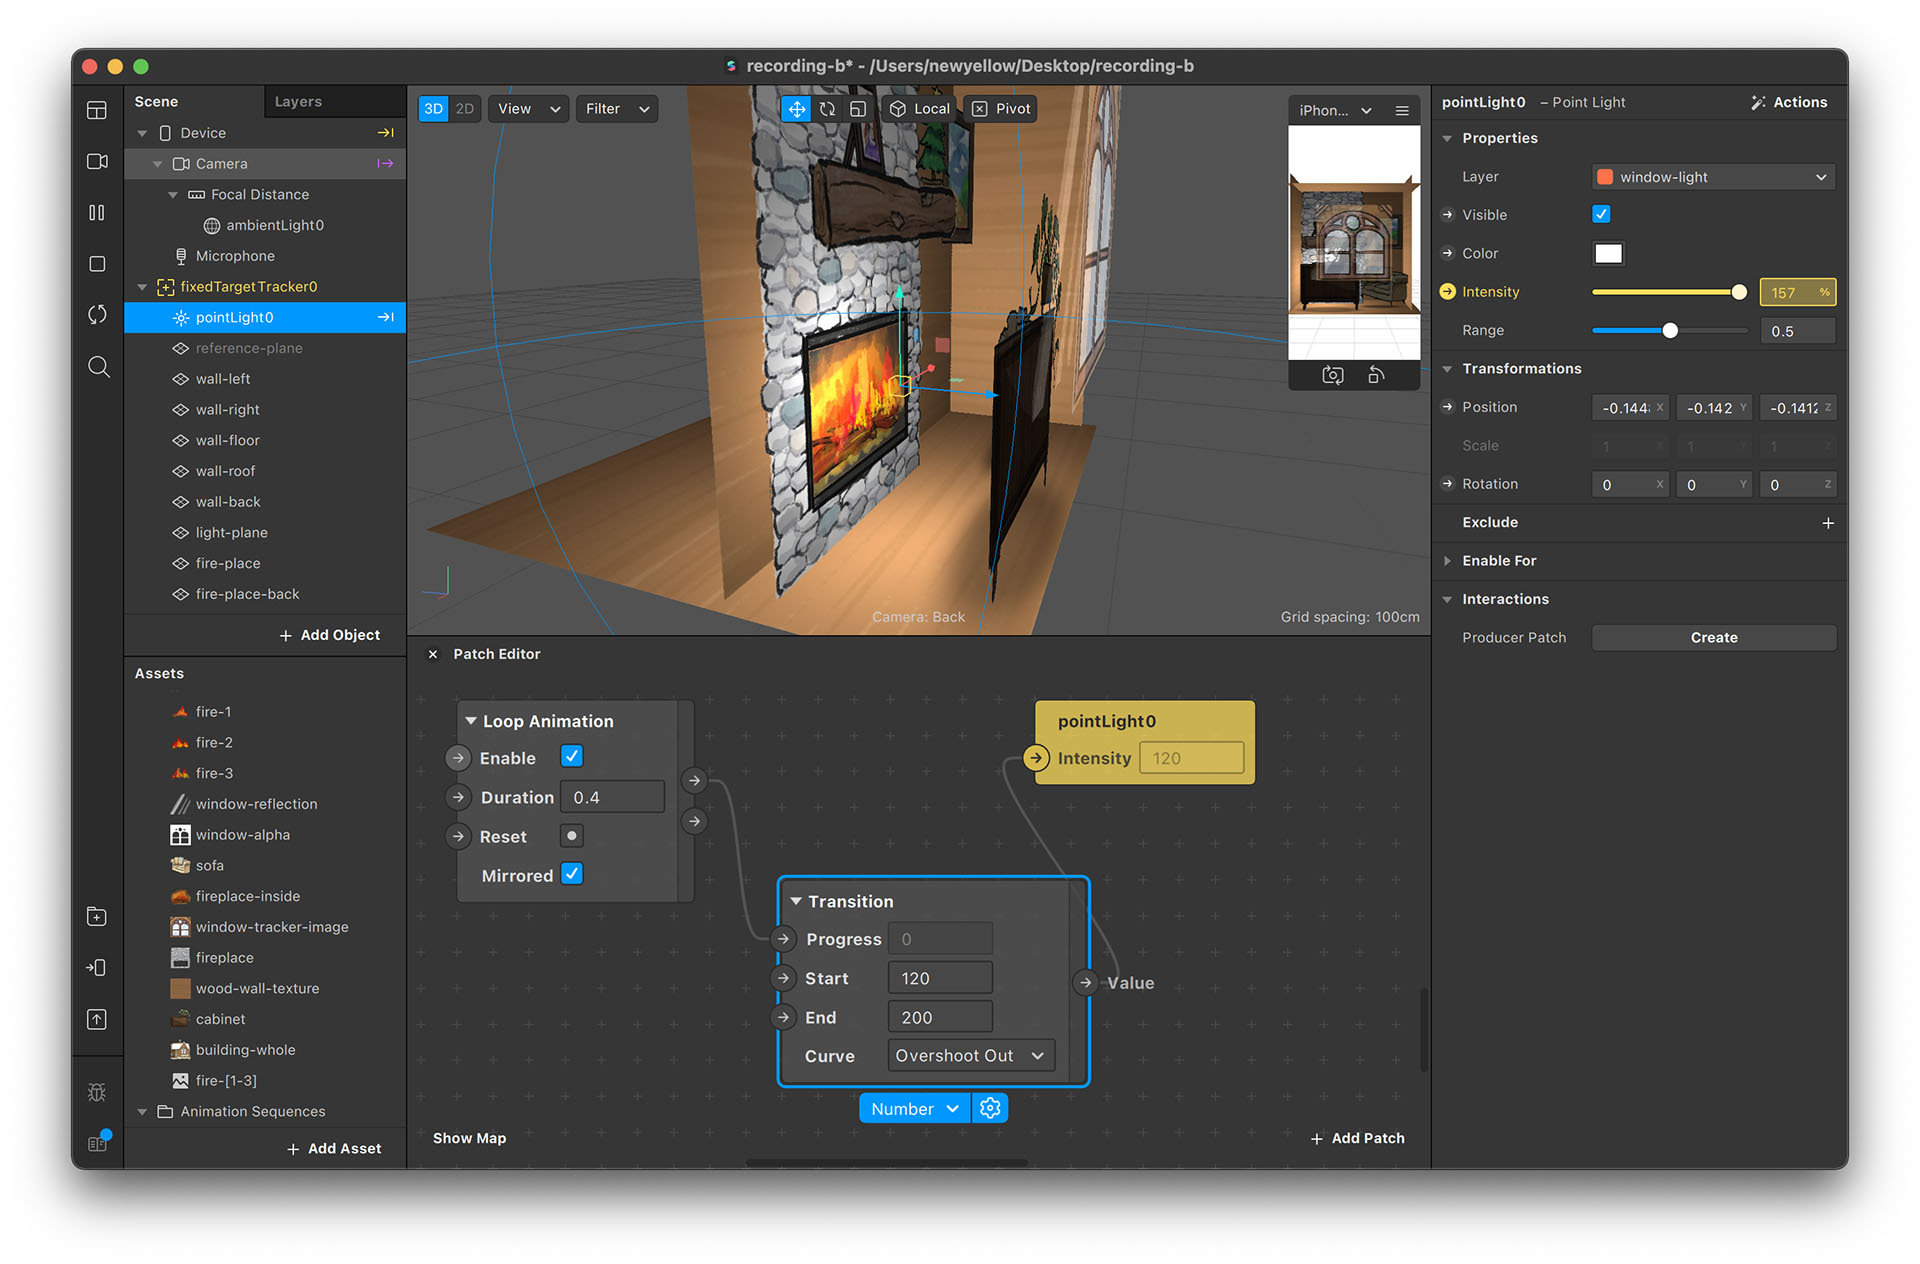 recording-b* - /Users/newyellow/Desktop/recording-b
Scene
Layers
Device
Camera
Focal Distance
ambientLight0
Microphone
fixedTargetTracker0
pointLight0
reference-plane
wall-left
wall-right
wall-floor
wall-roof
wall-back
light-plane
fire-place
fire-place-back
+ Add Object
Assets
fire-1
fire-2
fire-3
window-reflection
window-alpha
sofa
fireplace-inside
window-tracker-image
fireplace
wood-wall-texture
cabinet
building-whole
fire-[1-3]
Animation Sequences
+ Add Asset
3D 2D View Filter Local Pivot
iPhon...
Camera: Back
Grid spacing: 100cm
Patch Editor
Loop Animation
Enable
Duration 0.4
Reset
Mirrored
pointLight0
Intensity 120
Transition
Progress 0
Start 120
End 200
Curve Overshoot Out
Value
Number
Show Map
+ Add Patch
pointLight0 – Point Light Actions
Properties
Layer window-light
Visible
Color
Intensity 157 %
Range 0.5
Transformations
Position -0.144 X -0.142 Y -0.1412 Z
Scale 1 X 1 Y 1 Z
Rotation 0 X 0 Y 0 Z
Exclude +
Enable For
Interactions
Producer Patch Create